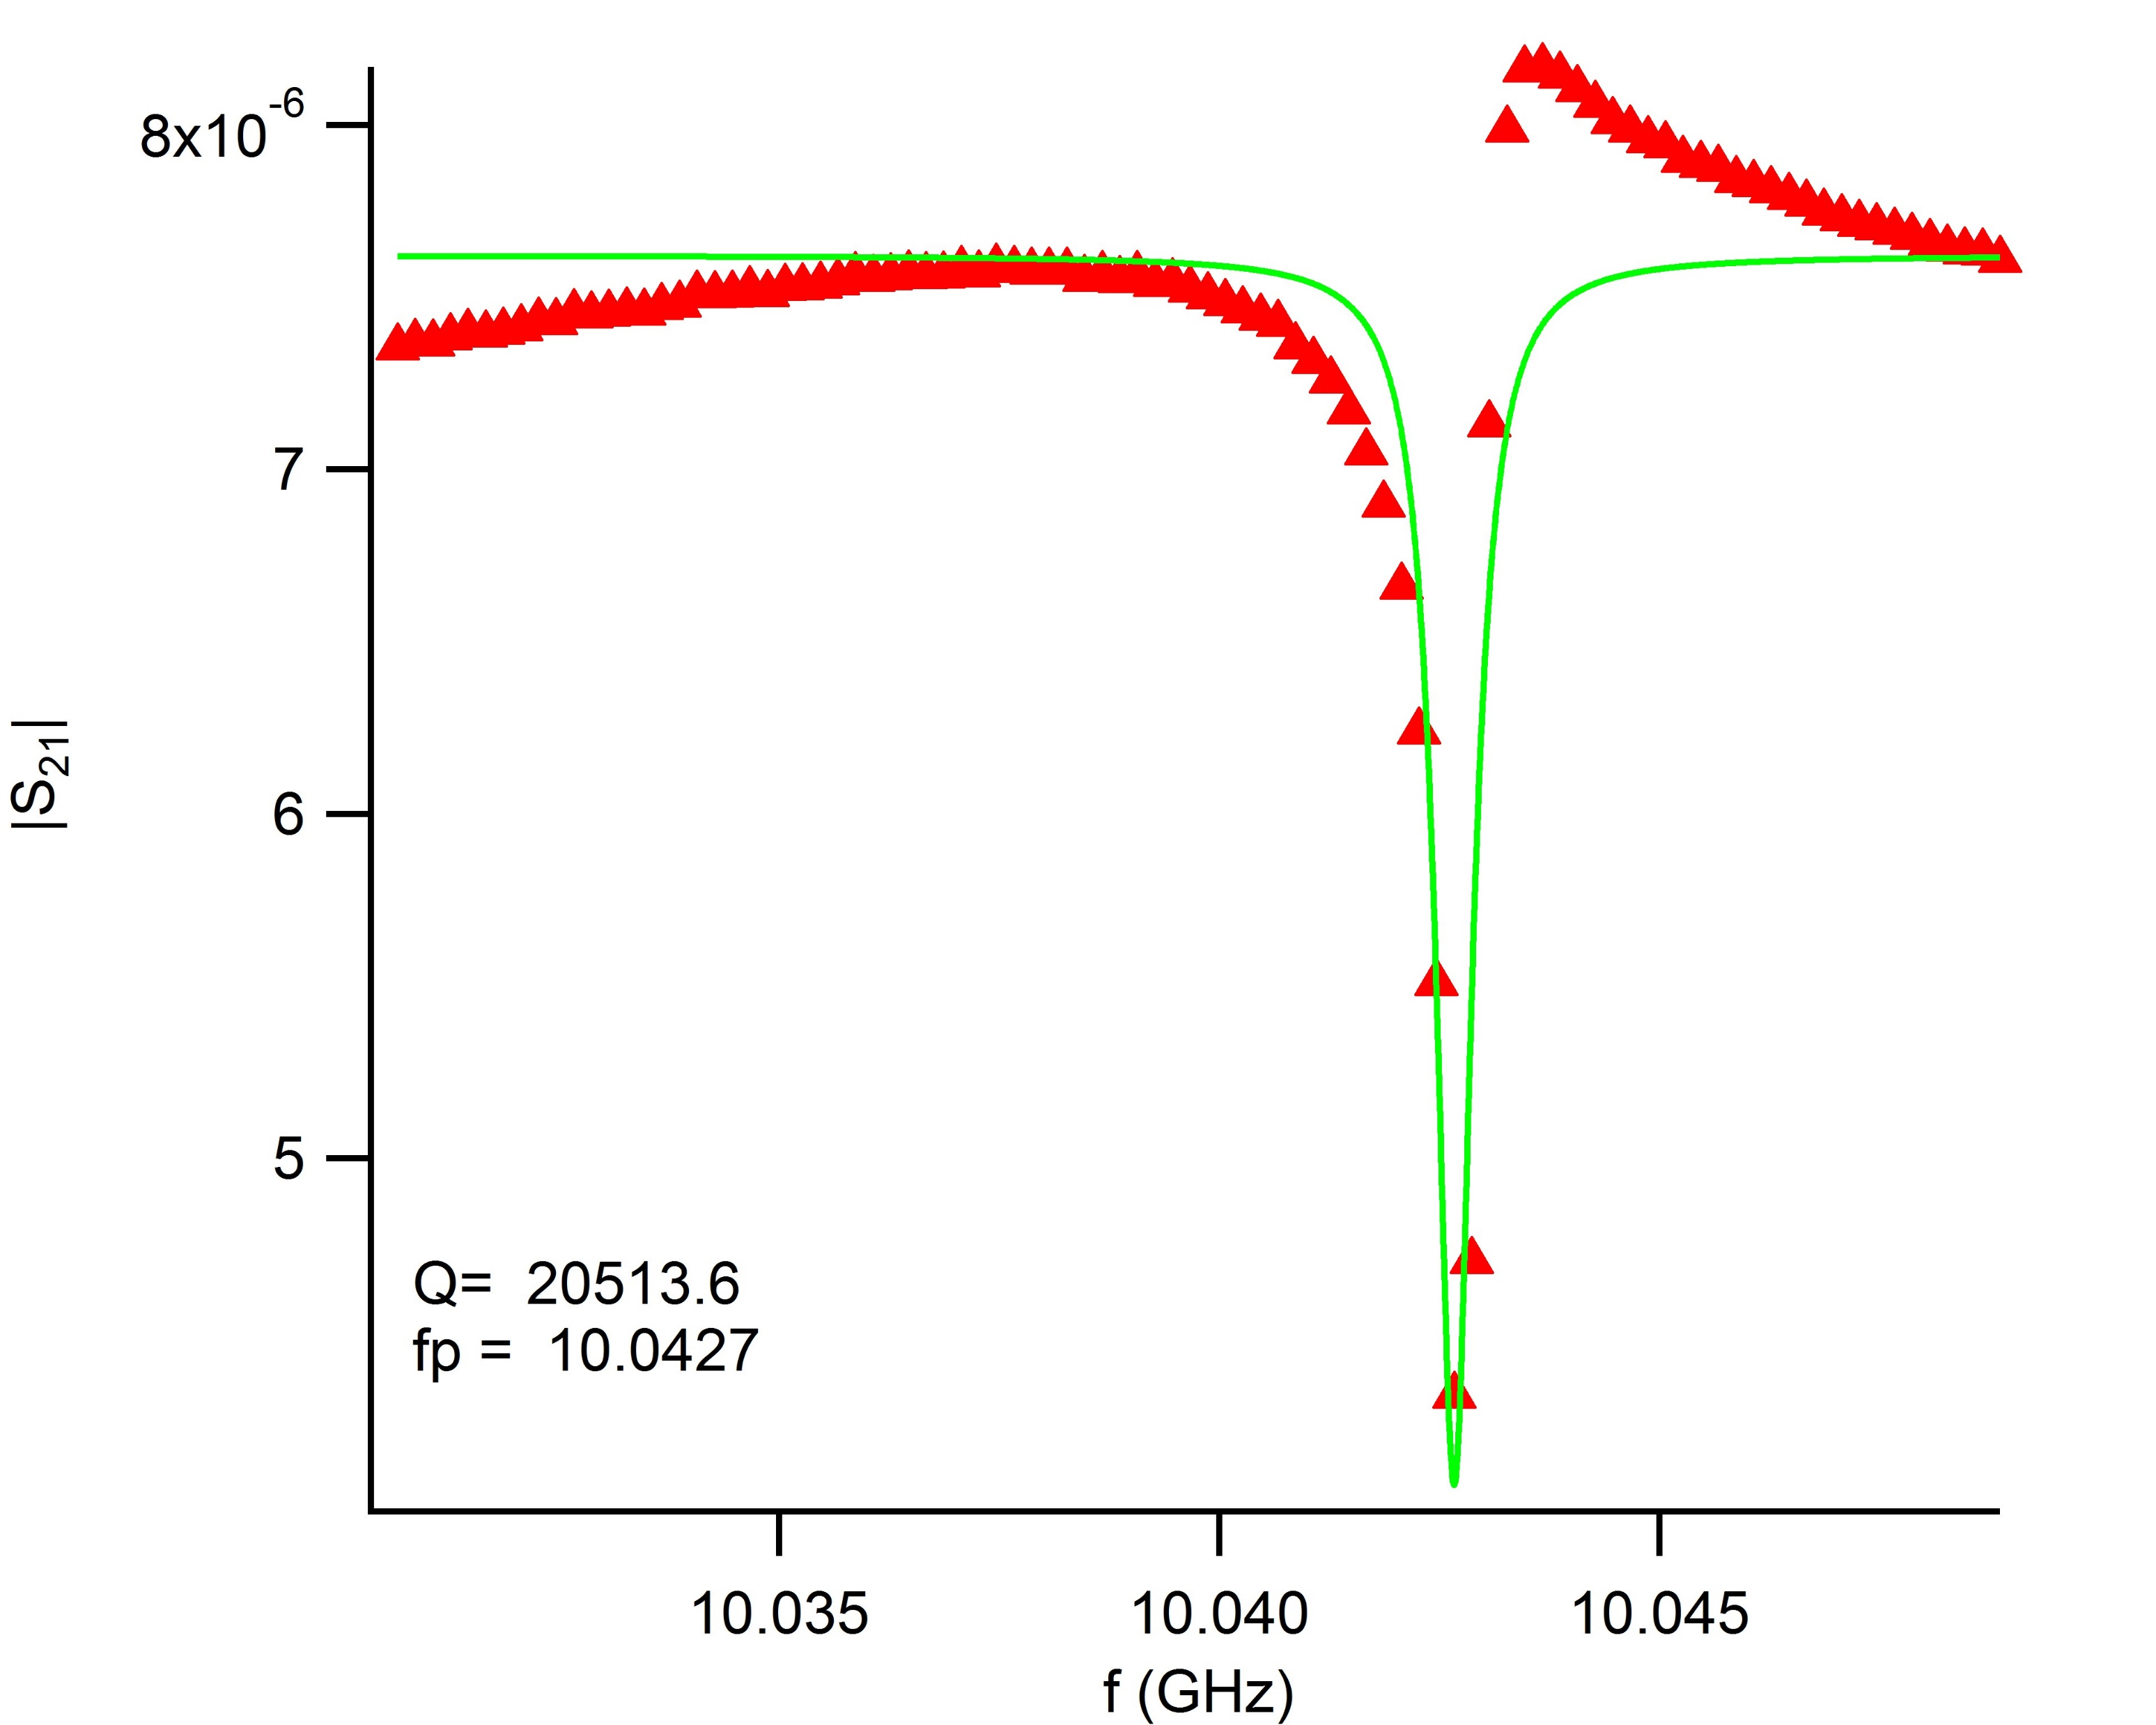 8x10⁻⁶
7
6
5
|S₂₁|
Q= 20513.6
fp = 10.0427
10.035 10.040 10.045
f (GHz)